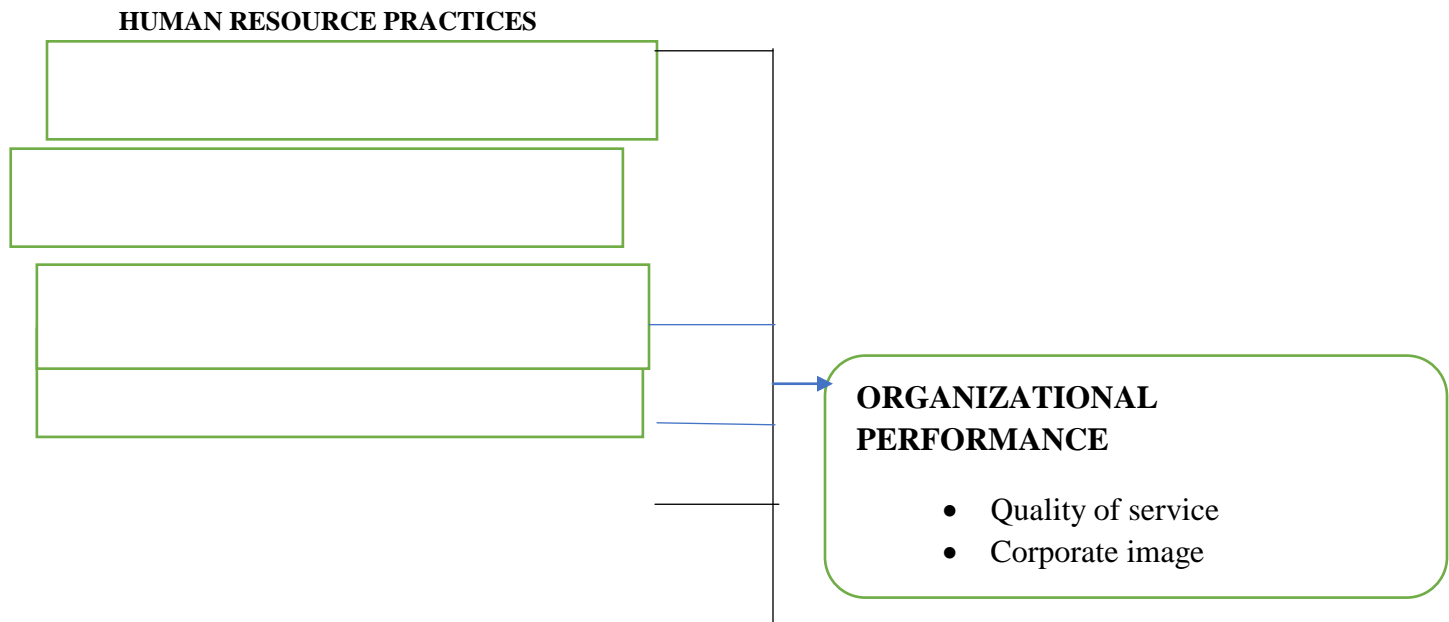 HUMAN RESOURCE PRACTICES
ORGANIZATIONAL
PERFORMANCE
• Quality of service
• Corporate image